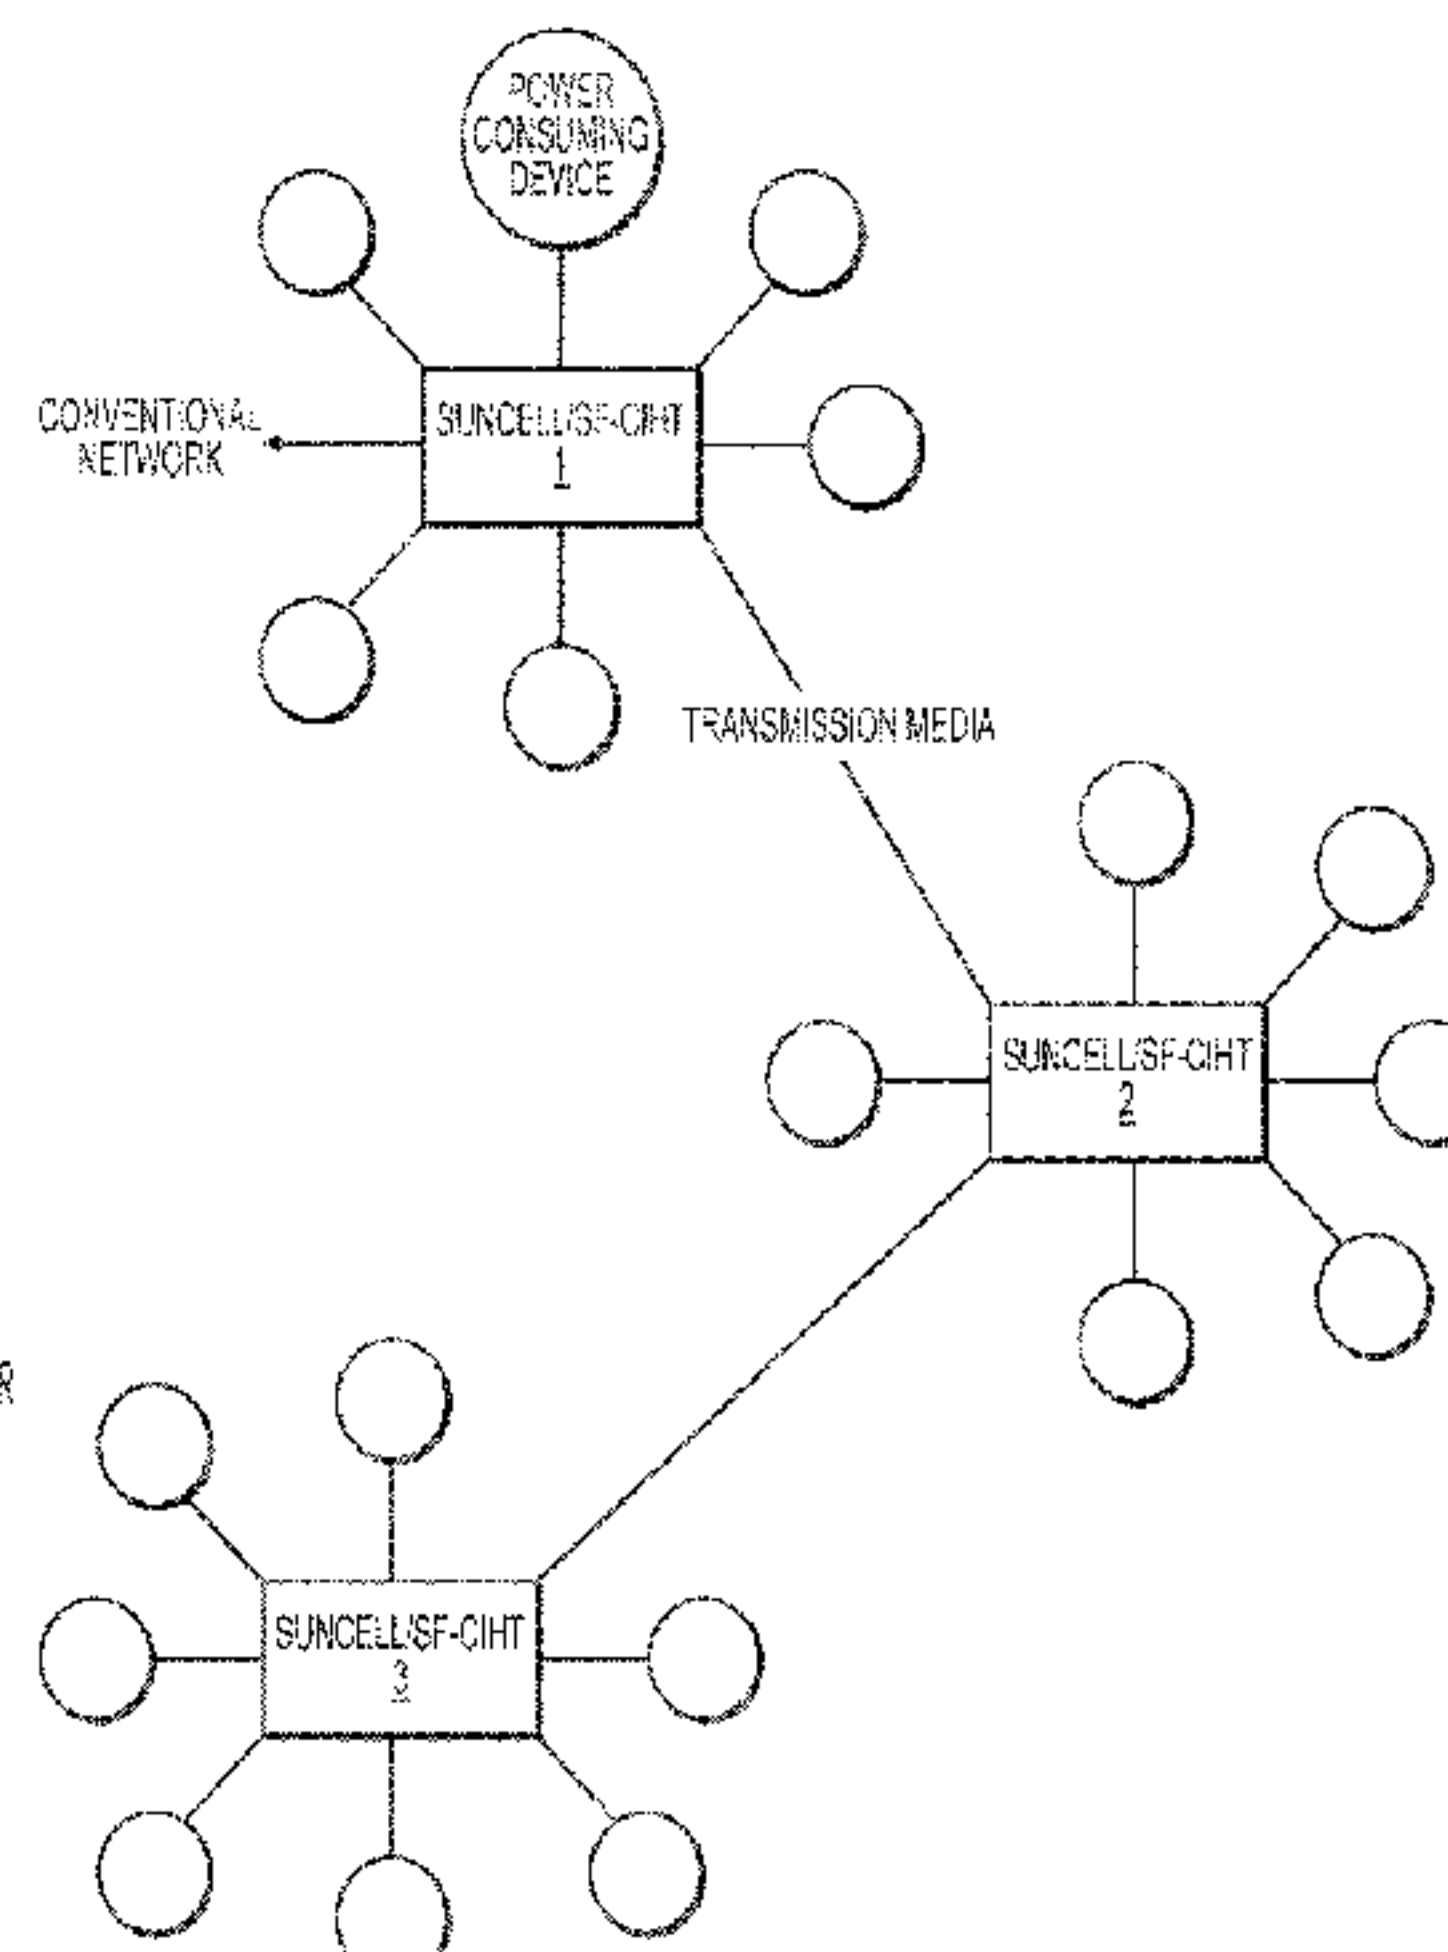 POWER
CONSUMING
DEVICE
CONVENTIONAL
NETWORK
SUNCELL/SF-CIHT
1
TRANSMISSION MEDIA
SUNCELL/SF-CIHT
2
R
SUNCELL/SF-CIHT
3